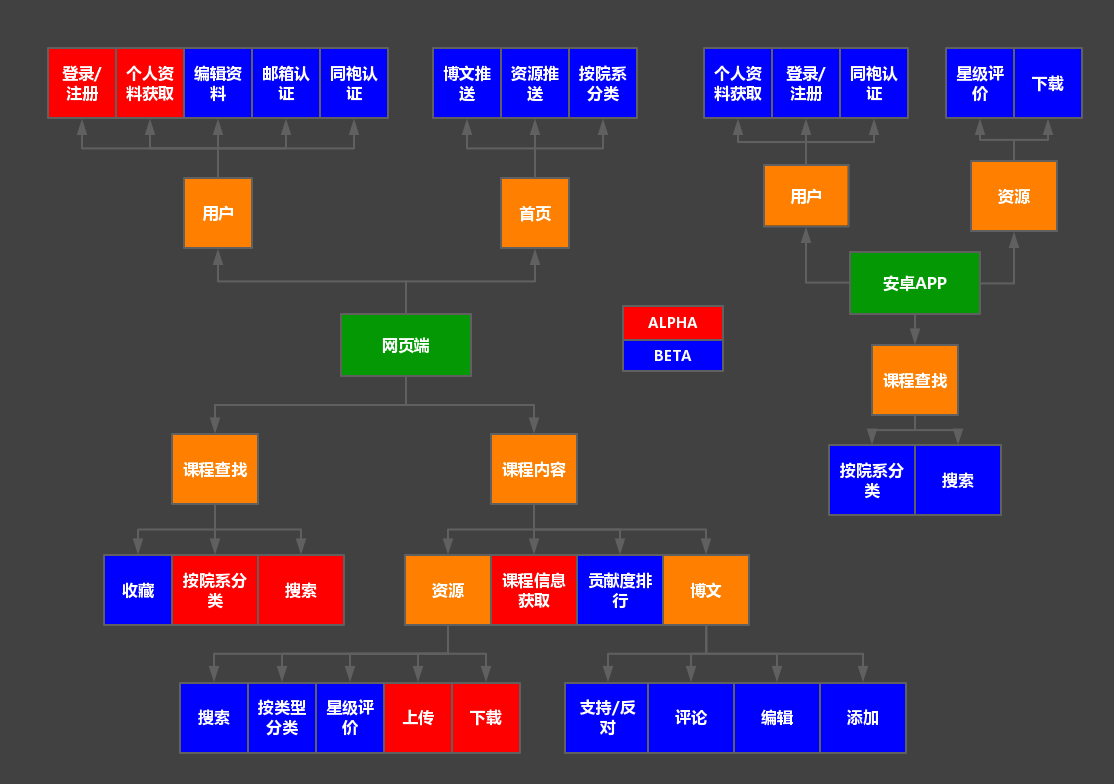 登录/
注册
个人资
料获取
编辑资
料
邮箱认
证
同袍认
证
博文推
送
资源推
送
按院系
分类
个人资
料获取
登录/
注册
同袍认
证
星级评
价
下载
用户
首页
用户
资源
安卓APP
网页端
ALPHA
BETA
课程查找
课程查找
课程内容
按院系分
类
搜索
收藏
按院系分
类
搜索
资源
课程信息
获取
贡献度排
行
博文
搜索
按类型
分类
星级评
价
上传
下载
支持/反
对
评论
编辑
添加